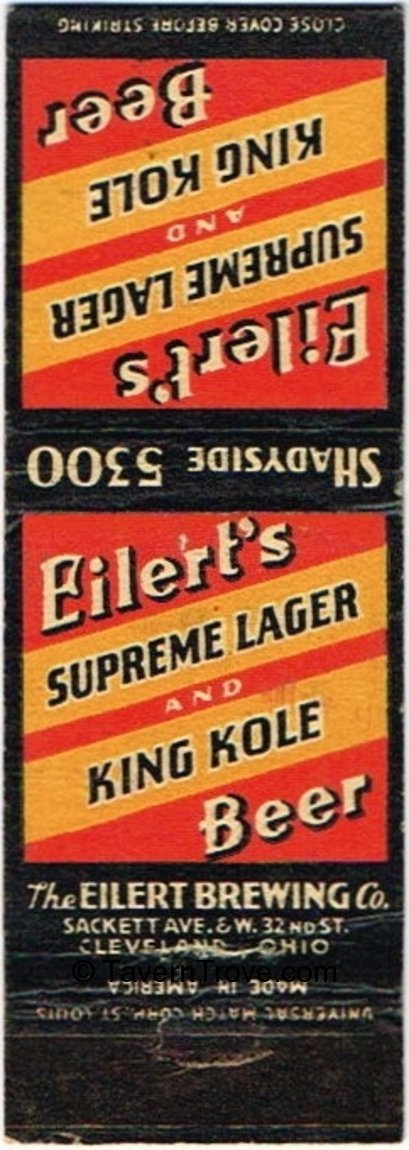 CLOSE COVER BEFORE STRIKING
Eilert's
SUPREME LAGER
AND
KING KOLE
Beer
SHADYSIDE 5300
Eilert's
SUPREME LAGER
AND
KING KOLE
Beer
The EILERT BREWING Co.
SACKETT AVE. & W. 32ND ST.
CLEVELAND, OHIO
© TavernTrove.com
MADE IN AMERICA
UNIVERSAL MATCH CORP., ST. LOUIS